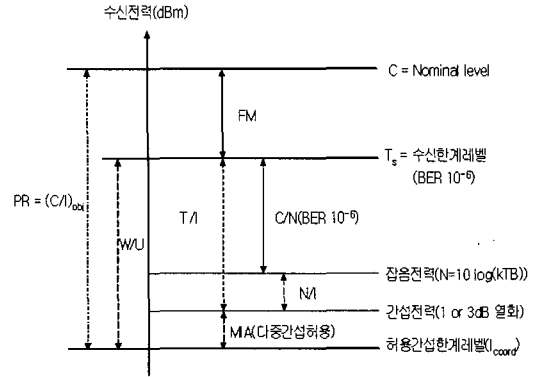 수신전력(dBm)
C = Nominal level
FM
Tₛ = 수신한계레벨
(BER 10⁻⁶)
PR = (C/I)obj
W/U
T/I
C/N(BER 10⁻⁶)
잡음전력(N=10 log(kTB))
N/I
간섭전력(1 or 3dB 열화)
MIA(다중간섭허용)
허용간섭한계레벨(Icoord)